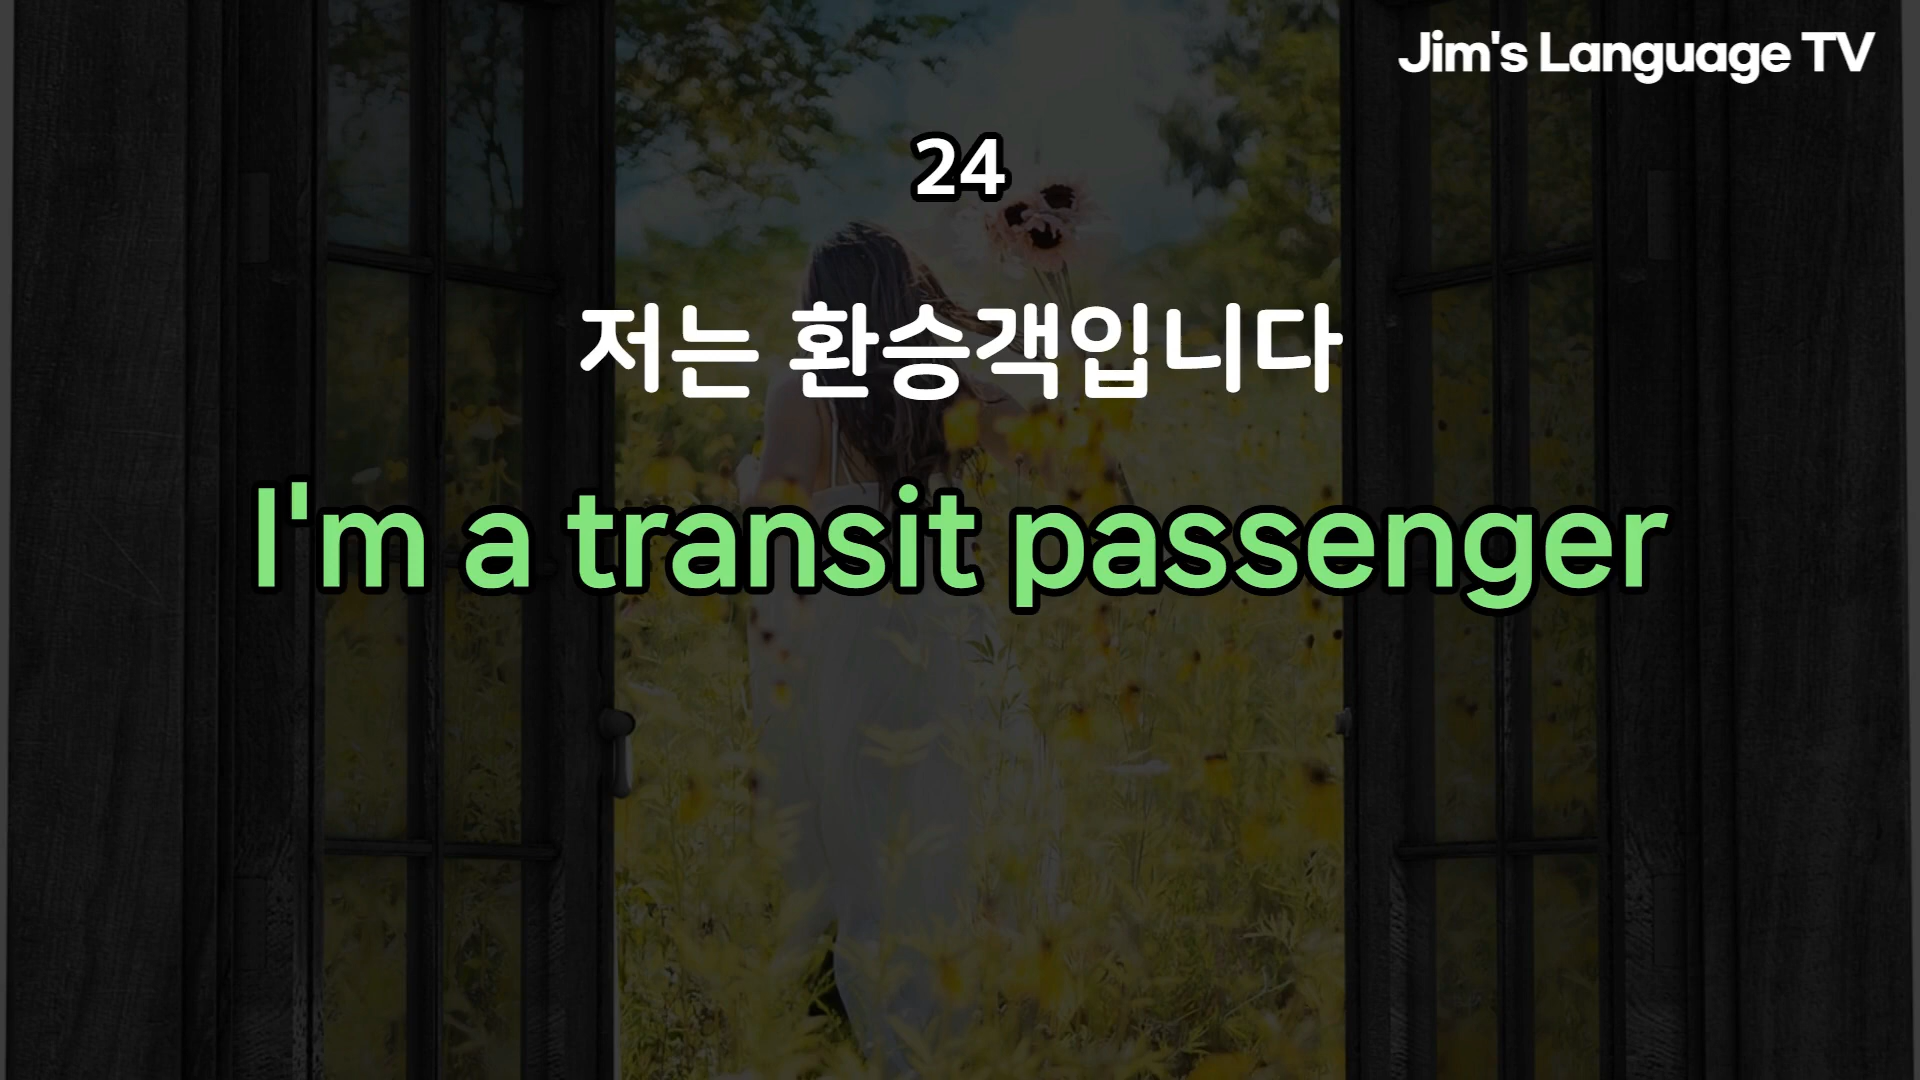 Jim's Language TV
24
저는 환승객입니다
I'm a transit passenger